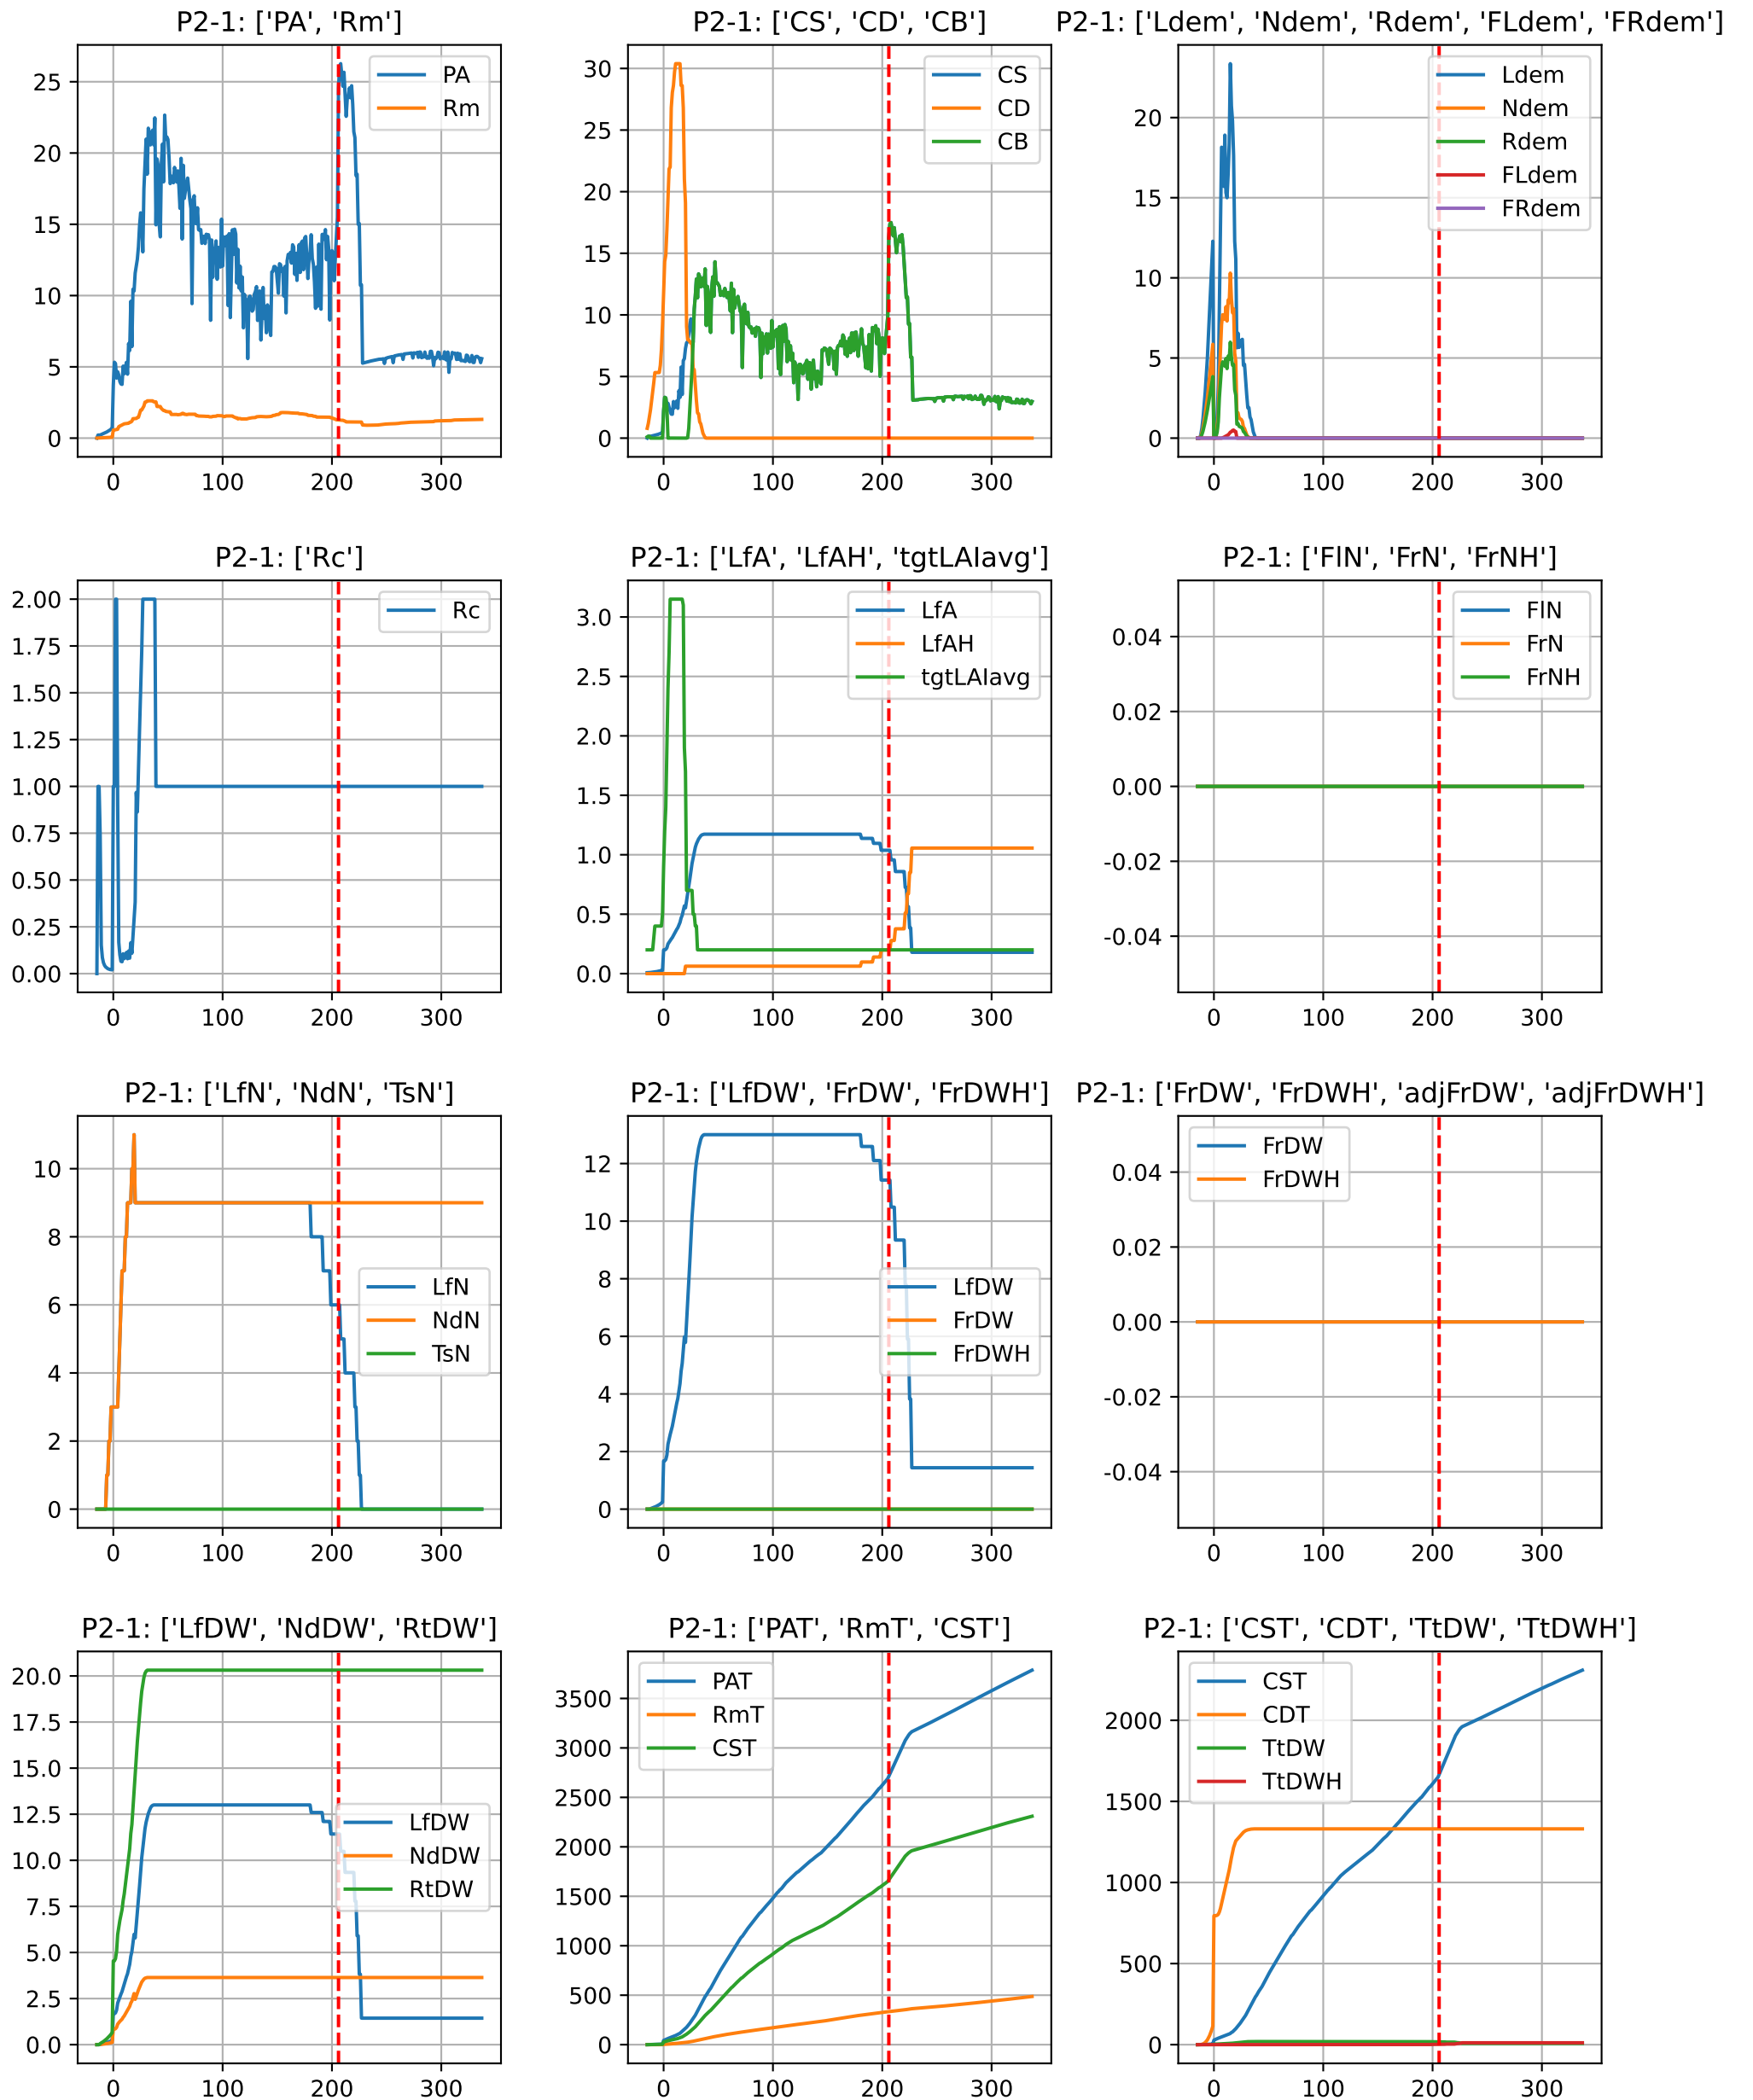 P2-1: ['PA', 'Rm']
25
20
15
10
5
0
0 100 200 300
PA
Rm
P2-1: ['CS', 'CD', 'CB']
30
25
20
15
10
5
0
0 100 200 300
CS
CD
CB
P2-1: ['Ldem', 'Ndem', 'Rdem', 'FLdem', 'FRdem']
20
15
10
5
0
0 100 200 300
Ldem
Ndem
Rdem
FLdem
FRdem
P2-1: ['Rc']
2.00
1.75
1.50
1.25
1.00
0.75
0.50
0.25
0.00
0 100 200 300
Rc
P2-1: ['LfA', 'LfAH', 'tgtLAIavg']
3.0
2.5
2.0
1.5
1.0
0.5
0.0
0 100 200 300
LfA
LfAH
tgtLAIavg
P2-1: ['FlN', 'FrN', 'FrNH']
0.04
0.02
0.00
-0.02
-0.04
0 100 200 300
FlN
FrN
FrNH
P2-1: ['LfN', 'NdN', 'TsN']
10
8
6
4
2
0
0 100 200 300
LfN
NdN
TsN
P2-1: ['LfDW', 'FrDW', 'FrDWH']
12
10
8
6
4
2
0
0 100 200 300
LfDW
FrDW
FrDWH
P2-1: ['FrDW', 'FrDWH', 'adjFrDW', 'adjFrDWH']
0.04
0.02
0.00
-0.02
-0.04
0 100 200 300
FrDW
FrDWH
P2-1: ['LfDW', 'NdDW', 'RtDW']
20.0
17.5
15.0
12.5
10.0
7.5
5.0
2.5
0.0
0 100 200 300
LfDW
NdDW
RtDW
P2-1: ['PAT', 'RmT', 'CST']
3500
3000
2500
2000
1500
1000
500
0
0 100 200 300
PAT
RmT
CST
P2-1: ['CST', 'CDT', 'TtDW', 'TtDWH']
2000
1500
1000
500
0
0 100 200 300
CST
CDT
TtDW
TtDWH